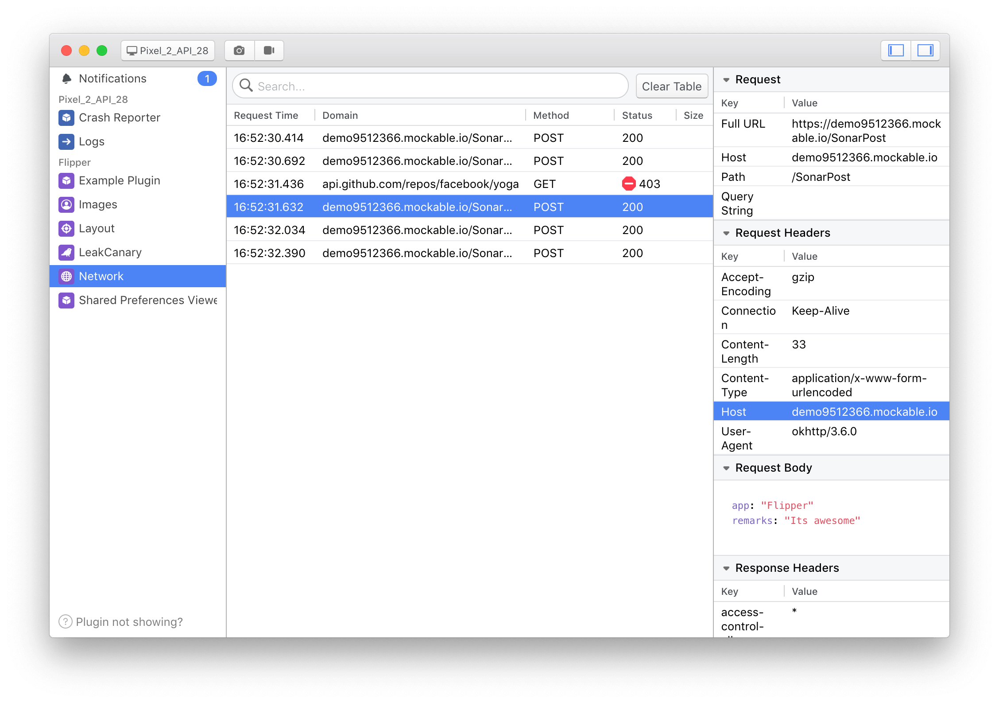 Pixel_2_API_28
Notifications 1
Pixel_2_API_28
Crash Reporter
Logs
Flipper
Example Plugin
Images
Layout
LeakCanary
Network
Shared Preferences Viewe
? Plugin not showing?
Search...
Clear Table
Request Time Domain Method Status Size
16:52:30.414 demo9512366.mockable.io/Sonar... POST 200
16:52:30.692 demo9512366.mockable.io/Sonar... POST 200
16:52:31.436 api.github.com/repos/facebook/yoga GET 403
16:52:31.632 demo9512366.mockable.io/Sonar... POST 200
16:52:32.034 demo9512366.mockable.io/Sonar... POST 200
16:52:32.390 demo9512366.mockable.io/Sonar... POST 200
Request
Key Value
Full URL https://demo9512366.mock
able.io/SonarPost
Host demo9512366.mockable.io
Path /SonarPost
Query
String
Request Headers
Key Value
Accept- gzip
Encoding
Connectio Keep-Alive
n
Content- 33
Length
Content- application/x-www-form-
Type urlencoded
Host demo9512366.mockable.io
User- okhttp/3.6.0
Agent
Request Body
app: "Flipper"
remarks: "Its awesome"
Response Headers
Key Value
access- *
control-